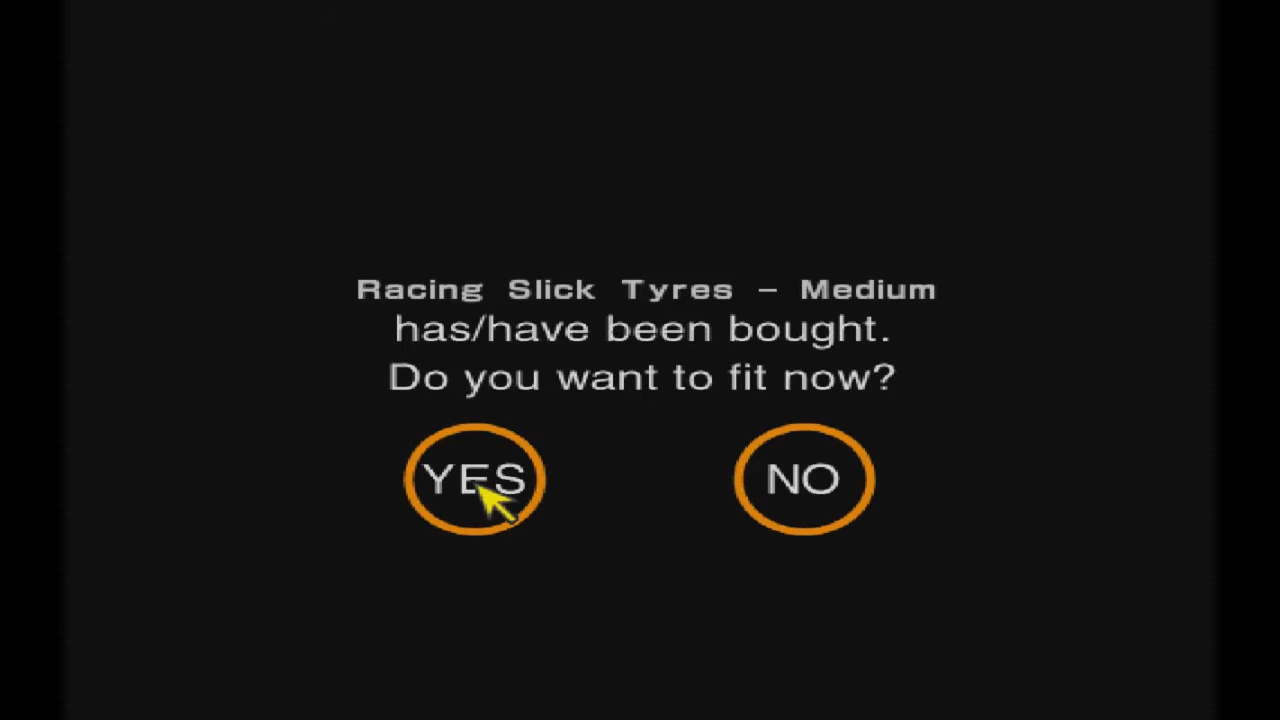 Racing Slick Tyres - Medium
has/have been bought.
Do you want to fit now?
YES NO